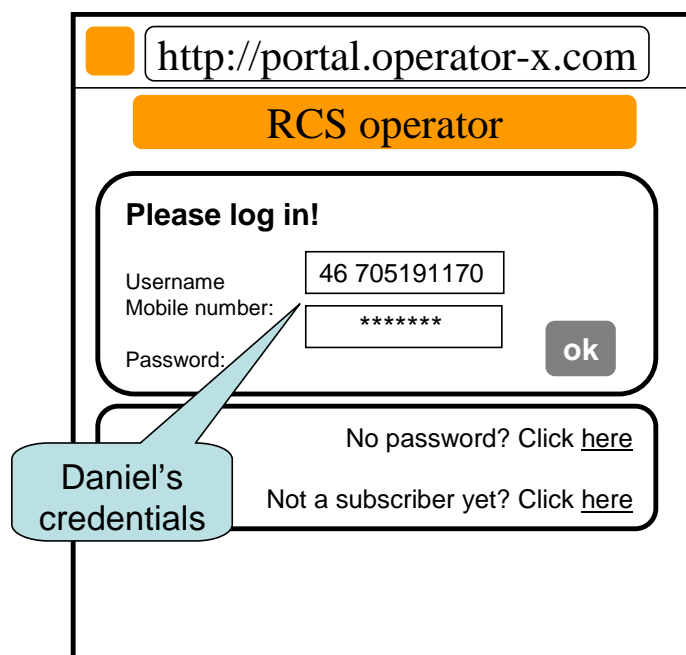 http://portal.operator-x.com
RCS operator
Please log in!
Username
Mobile number:
46 705191170
*******
Password:
ok
No password? Click here
Not a subscriber yet? Click here
Daniel’s
credentials